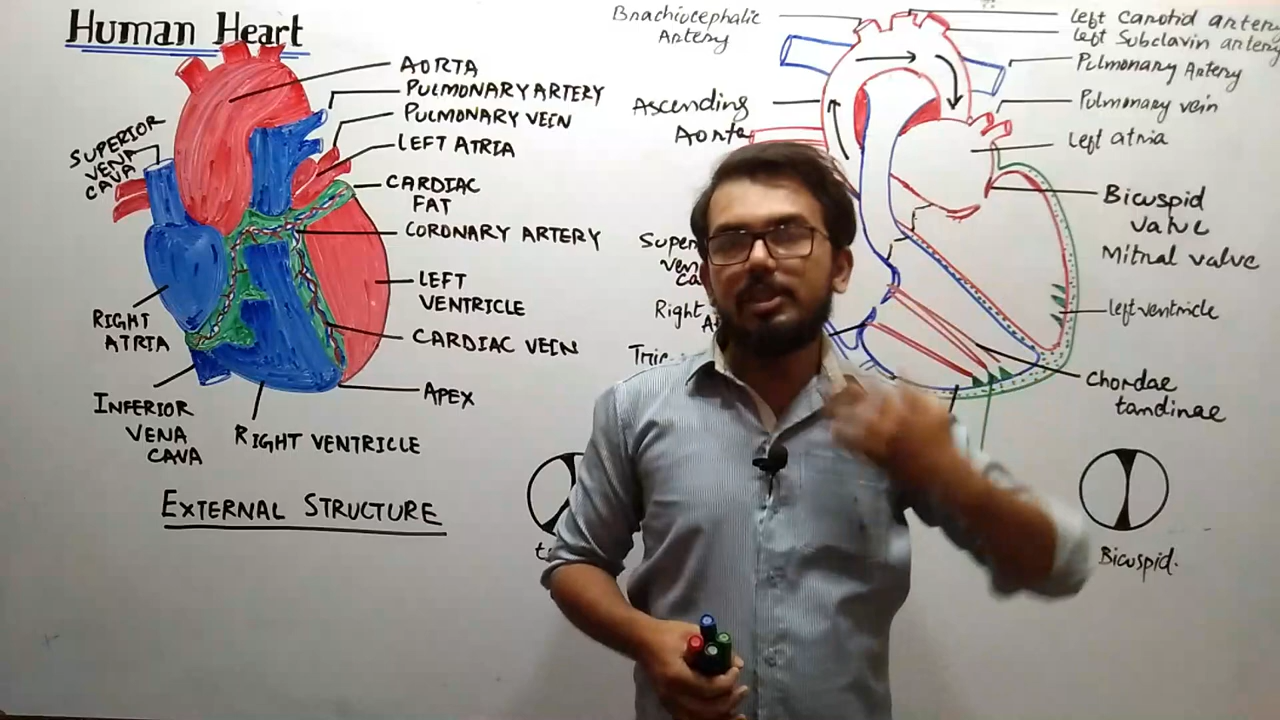 Human Heart
AORTA
PULMONARY ARTERY
PULMONARY VEIN
LEFT ATRIA
SUPERIOR
VENA
CAVA
CARDIAC
FAT
CORONARY ARTERY
LEFT
VENTRICLE
CARDIAC VEIN
APEX
RIGHT
ATRIA
INFERIOR
VENA
CAVA
RIGHT VENTRICLE
EXTERNAL STRUCTURE
Brachiocephalic
Artery
left Carotid artery
left Subclavin artery
Pulmonary Artery
Pulmonary vein
Left atria
Ascending
Aorta
Bicuspid
valve
Mitral valve
left ventricle
Chordae
tandinae
Right
Bicuspid.